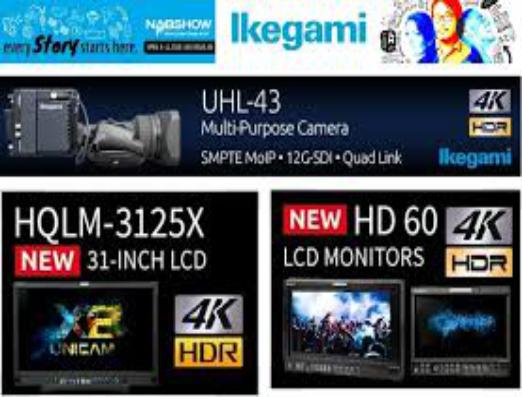 every Story starts here.
NABSHOW
Ikegami
UHL-43
Multi-Purpose Camera
SMPTE MoIP • 12G-SDI • Quad Link
4K
HDR
Ikegami
HQLM-3125X
NEW 31-INCH LCD
4K
HDR
X2
UNICAM
NEW HD 60
LCD MONITORS
4K
HDR